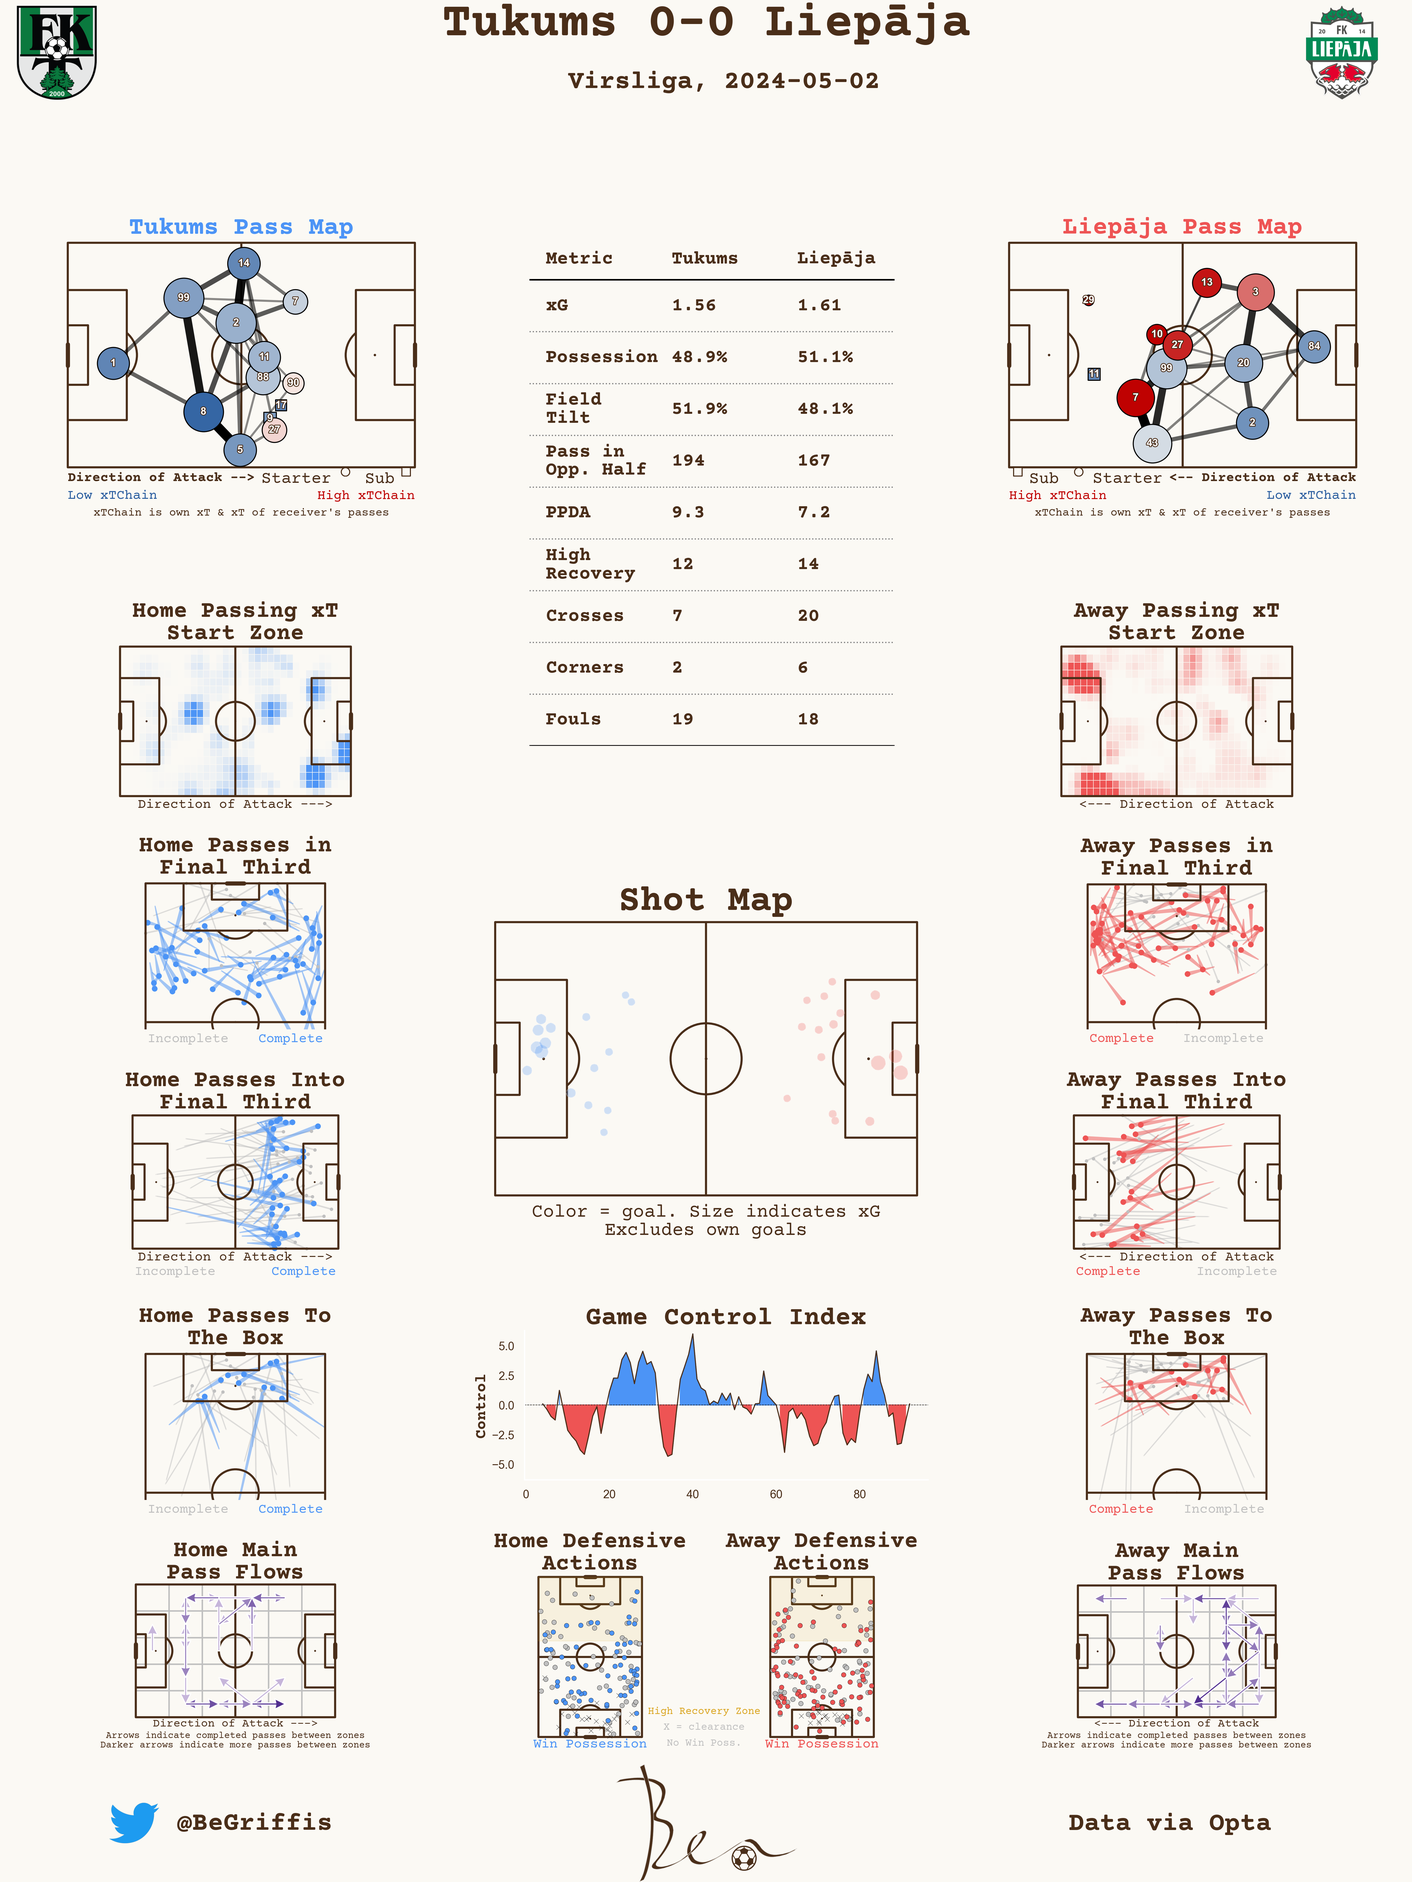 Tukums 0-0 Liepāja
Virsliga, 2024-05-02
FK
2000
20 FK 14
LIEPĀJA
Tukums Pass Map
14
99
7
2
11
1
88
90
17
9
8
27
5
Direction of Attack --> Starter Sub
Low xTChain High xTChain
xTChain is own xT & xT of receiver's passes
Metric Tukums Liepāja
xG 1.56 1.61
Possession 48.9% 51.1%
Field
Tilt 51.9% 48.1%
Pass in
Opp. Half 194 167
PPDA 9.3 7.2
High
Recovery 12 14
Crosses 7 20
Corners 2 6
Fouls 19 18
Liepāja Pass Map
13
3
29
10
27
84
20
99
11
7
2
43
Sub Starter <-- Direction of Attack
High xTChain Low xTChain
xTChain is own xT & xT of receiver's passes
Home Passing xT
Start Zone
Direction of Attack --->
Away Passing xT
Start Zone
<--- Direction of Attack
Home Passes in
Final Third
Incomplete Complete
Away Passes in
Final Third
Complete Incomplete
Shot Map
Color = goal. Size indicates xG
Excludes own goals
Home Passes Into
Final Third
Direction of Attack --->
Incomplete Complete
Away Passes Into
Final Third
<--- Direction of Attack
Complete Incomplete
Home Passes To
The Box
Incomplete Complete
Game Control Index
Control
5.0
2.5
0.0
−2.5
−5.0
0 20 40 60 80
Away Passes To
The Box
Complete Incomplete
Home Main
Pass Flows
Direction of Attack --->
Arrows indicate completed passes between zones
Darker arrows indicate more passes between zones
Home Defensive
Actions
Win Possession
Away Defensive
Actions
Win Possession
High Recovery Zone
X = clearance
No Win Poss.
Away Main
Pass Flows
<--- Direction of Attack
Arrows indicate completed passes between zones
Darker arrows indicate more passes between zones
@BeGriffis
Ben
Data via Opta